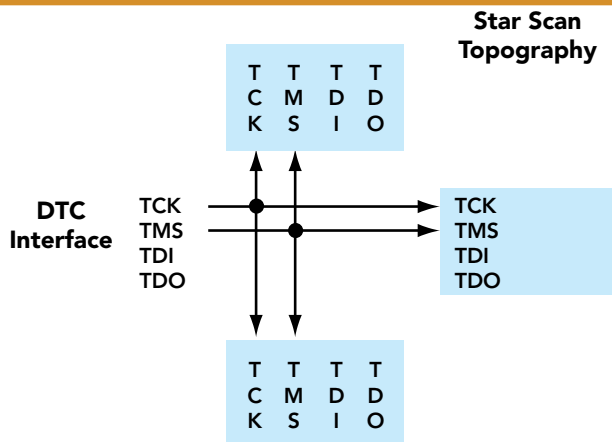 Star Scan
Topography
T T T T
C M D D
K S I O
DTC
Interface
TCK
TMS
TDI
TDO
TCK
TMS
TDI
TDO
T T T T
C M D D
K S I O